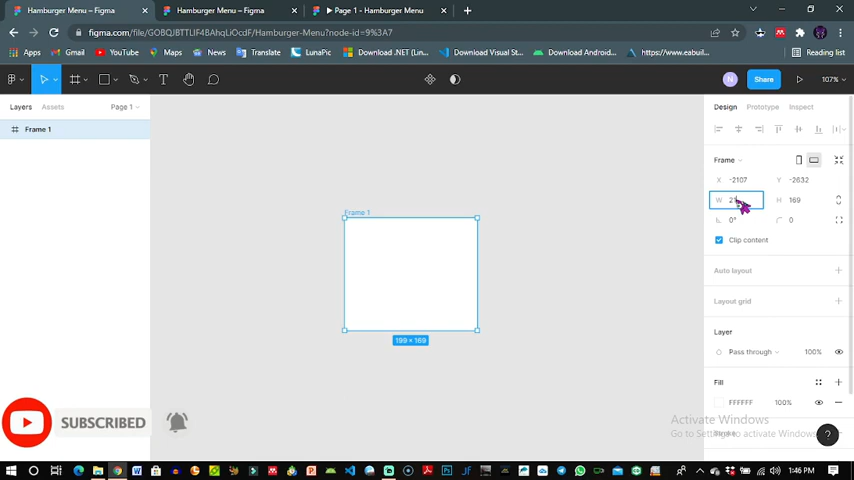 Hamburger Menu – Figma
Hamburger Menu – Figma
Page 1 - Hamburger Menu
figma.com/file/GOBQJBTTLIF4BAhqLiOcdF/Hamburger-Menu?node-id=9%3A7
Apps
Gmail
YouTube
Maps
News
Translate
LunaPic
Download .NET (Lin...
Download Visual Stu...
Download Android...
https://www.eabuil...
Reading list
N
Share
107%
Layers
Assets
Page 1
Design
Prototype
Inspect
Frame 1
Frame
X -2107
Y -2632
W
H 169
0°
0
Clip content
Auto layout
Layout grid
Layer
Pass through
100%
Fill
FFFFFF
100%
Stroke
Frame 1
199 × 169
SUBSCRIBED
Activate Windows
Go to Settings to activate Windows.
?
1:46 PM